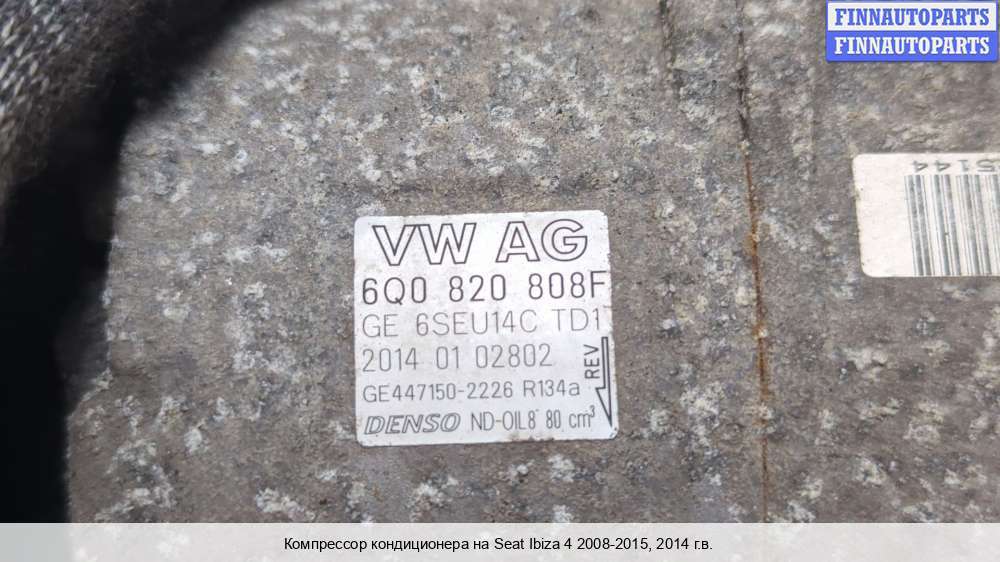 FINNAUTOPARTS
FINNAUTOPARTS
5144
VW AG
6Q0 820 808F
GE 6SEU14C TD1
2014 01 02802
REV
GE447150-2226 R134a
DENSO ND-OIL8 80 cm³
Компрессор кондиционера на Seat Ibiza 4 2008-2015, 2014 г.в.